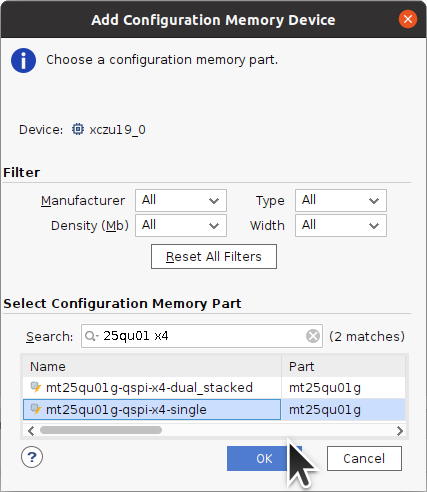 Add Configuration Memory Device
Choose a configuration memory part.
Device: xczu19_0
Filter
Manufacturer All Type All
Density (Mb) All Width All
Reset All Filters
Select Configuration Memory Part
Search: 25qu01 x4 (2 matches)
Name Part
mt25qu01g-qspi-x4-dual_stacked mt25qu01g
mt25qu01g-qspi-x4-single mt25qu01g
? OK Cancel